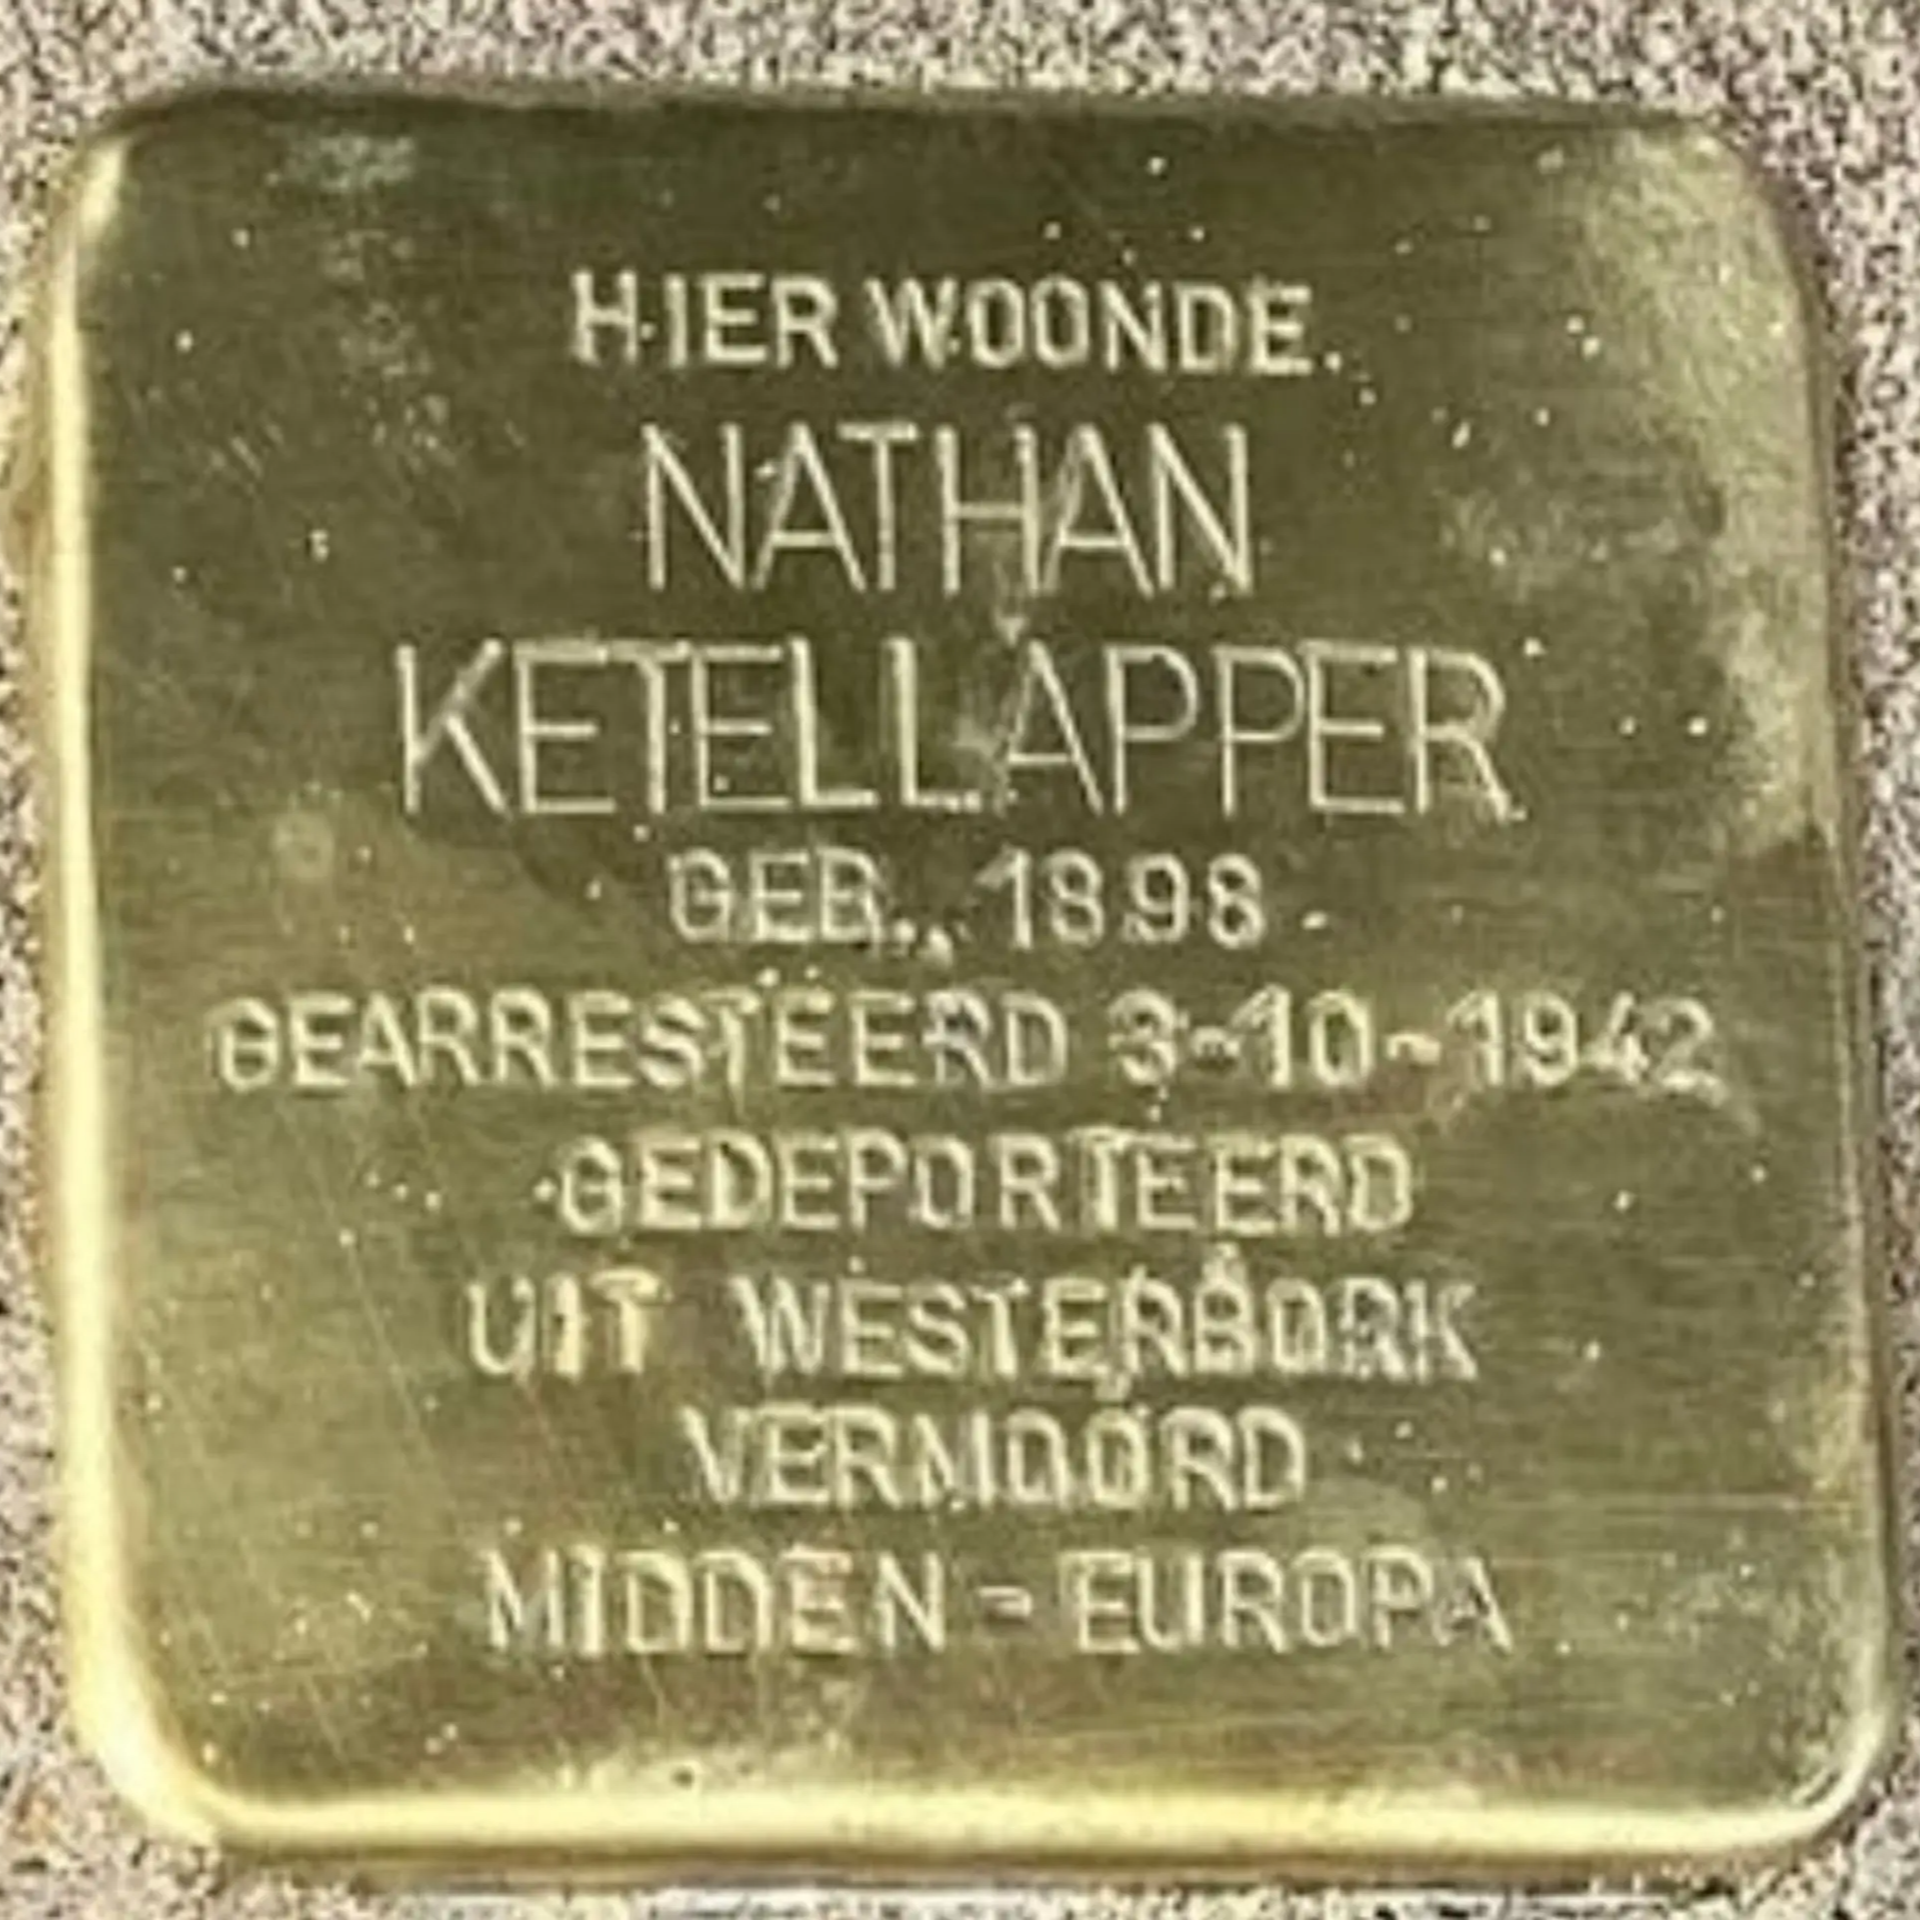 HIER WOONDE
NATHAN
KETELLAPPER
GEB. 1898
GEARRESTEERD 3-10-1942
GEDEPORTEERD
UIT WESTERBORK
VERMOORD
MIDDEN-EUROPA